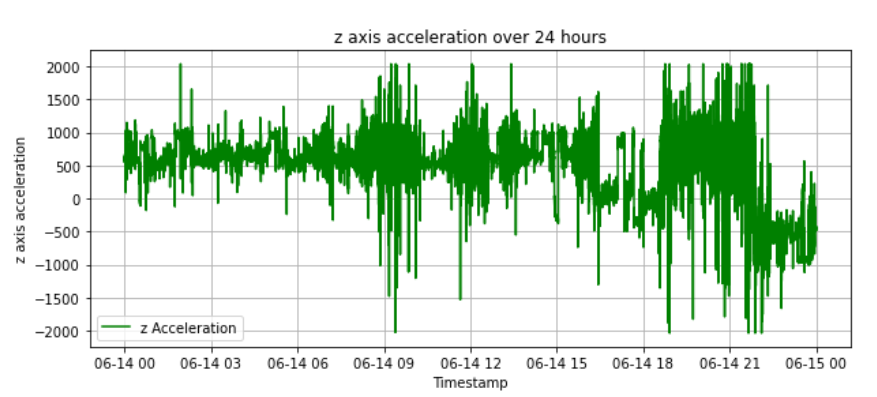 z axis acceleration over 24 hours
z axis acceleration
2000
1500
1000
500
0
−500
−1000
−1500
−2000
z Acceleration
06-14 00 06-14 03 06-14 06 06-14 09 06-14 12 06-14 15 06-14 18 06-14 21 06-15 00
Timestamp